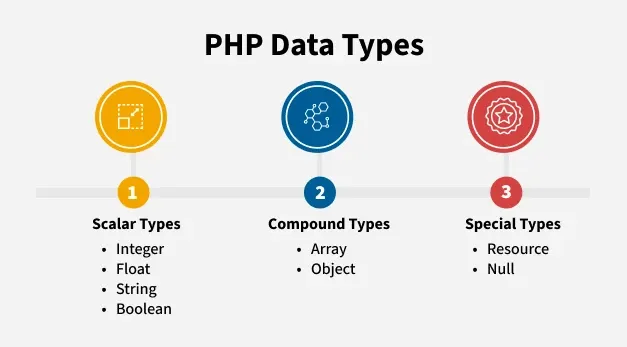 PHP Data Types
1
Scalar Types
• Integer
• Float
• String
• Boolean
2
Compound Types
• Array
• Object
3
Special Types
• Resource
• Null